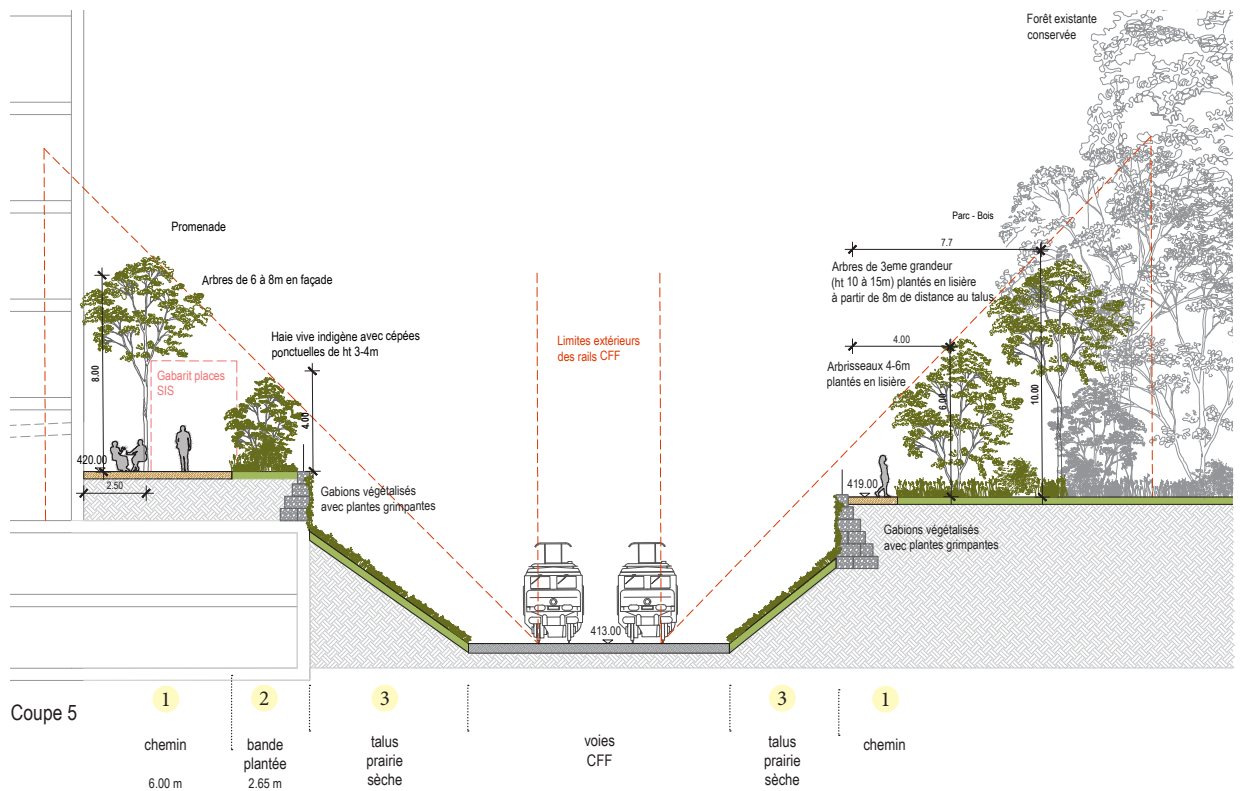 Forêt existante
conservée
Promenade
Parc - Bois
7.7
Arbres de 6 à 8m en façade
Arbres de 3eme grandeur
(ht 10 à 15m) plantés en lisière
à partir de 8m de distance au talus
Haie vive indigène avec cépées
ponctuelles de ht 3-4m
Limites extérieurs
des rails CFF
4.00
Arbrisseaux 4-6m
plantés en lisière
Gabarit places
SIS
8.00
4.00
6.00
10.00
420.00
2.50
419.00
Gabions végétalisés
avec plantes grimpantes
Gabions végétalisés
avec plantes grimpantes
413.00
Coupe 5
1
2
3
3
1
chemin
bande
plantée
talus
prairie
sèche
voies
CFF
talus
prairie
sèche
chemin
6.00 m
2.65 m